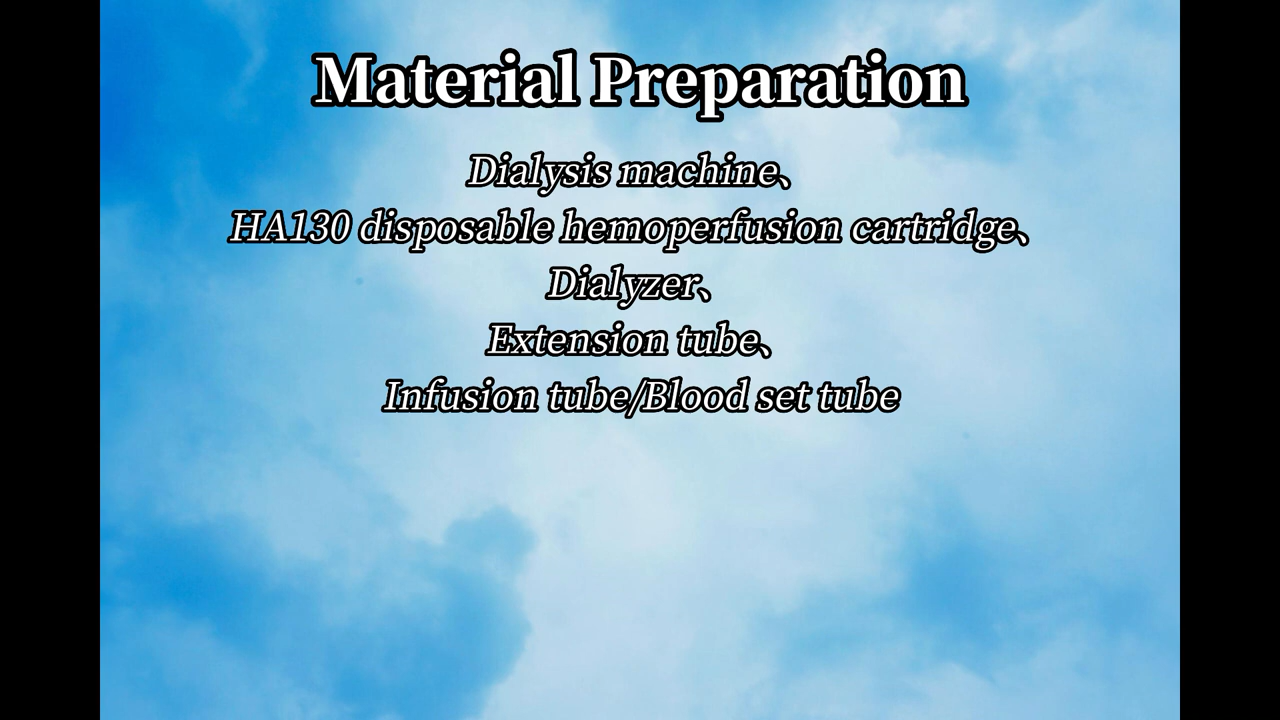 Material Preparation
Dialysis machine、
HA130 disposable hemoperfusion cartridge、
Dialyzer、
Extension tube、
Infusion tube/Blood set tube